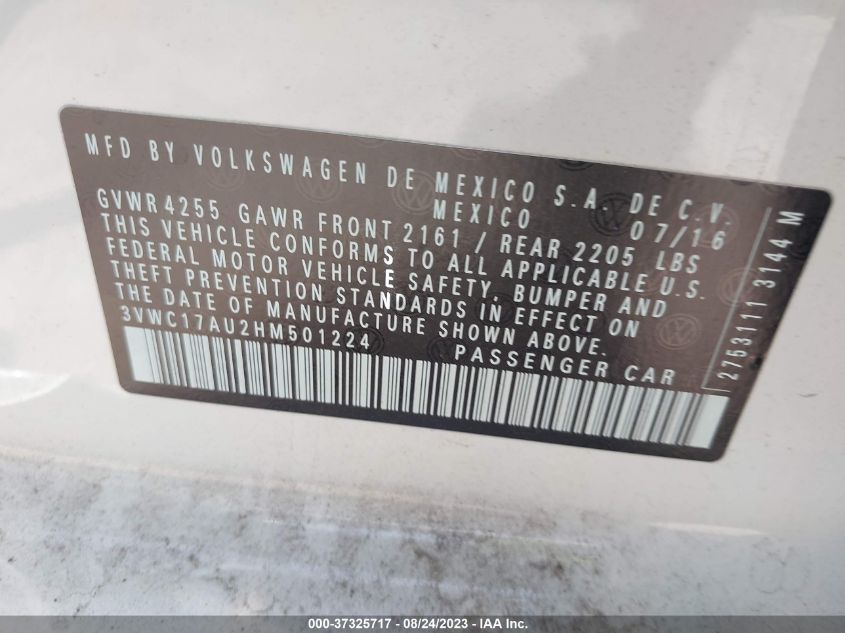 MFD BY VOLKSWAGEN DE MEXICO S.A. DE C.V.
MEXICO 07/16
GVWR 4255 GAWR FRONT 2161 / REAR 2205 LBS
THIS VEHICLE CONFORMS TO ALL APPLICABLE U.S.
FEDERAL MOTOR VEHICLE SAFETY, BUMPER AND
THEFT PREVENTION STANDARDS IN EFFECT ON
DATE OF MANUFACTURE SHOWN ABOVE.
3VWC17AU2HM501224 PASSENGER CAR
2753111 3144 M
000-37325717 - 08/24/2023 - IAA Inc.